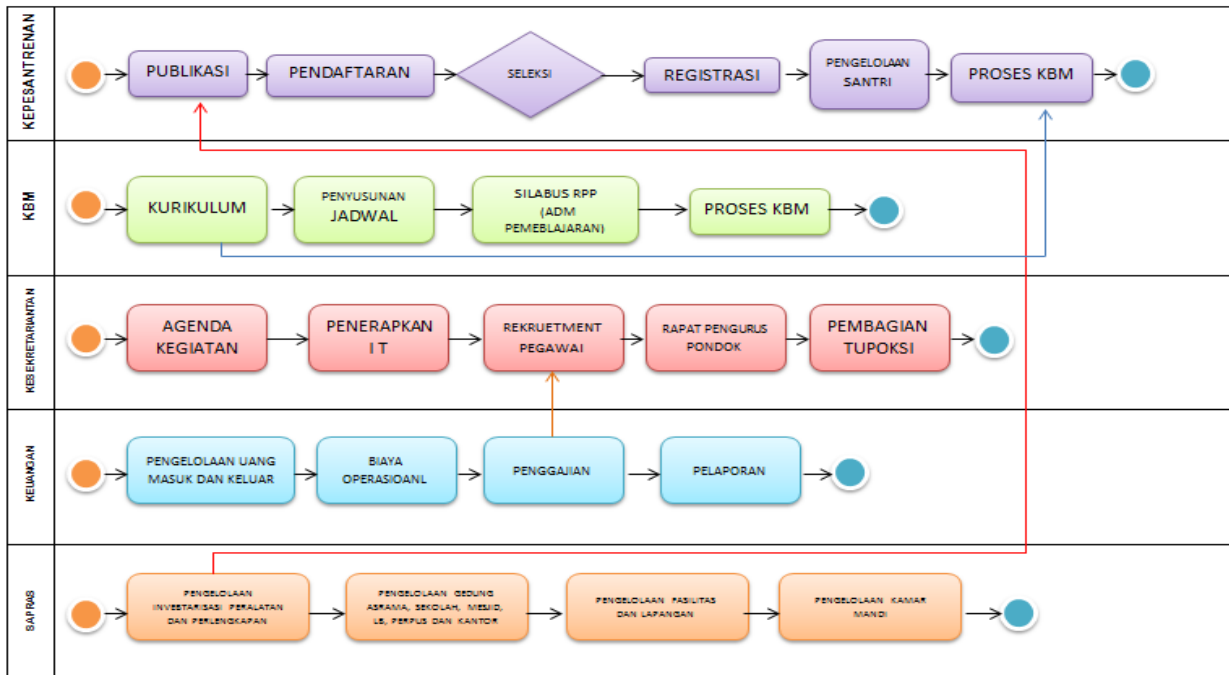 KEPESANTRENAN
PUBLIKASI
PENDAFTARAN
SELEKSI
REGISTRASI
PENGELOLAAN
SANTRI
PROSES KBM
KBM
KURIKULUM
PENYUSUNAN
JADWAL
SILABUS RPP
(ADM
PEMEBLAJARAN)
PROSES KBM
KESEKRETARIANTAN
AGENDA
KEGIATAN
PENERAPKAN
I T
REKRUETMENT
PEGAWAI
RAPAT PENGURUS
PONDOK
PEMBAGIAN
TUPOKSI
KEUANGAN
PENGELOLAAN UANG
MASUK DAN KELUAR
BIAYA
OPERASIOANL
PENGGAJIAN
PELAPORAN
SAPRAS
PENGELOLAAN
INVESTARISASI PERALATAN
DAN PERLENGKAPAN
PENGELOLAAN GEDUNG
ASRAMA, SEKOLAH, MESJID,
LB, PERPUS DAN KANTOR
PENGELOLAAN FASILITAS
DAN LAPANGAN
PENGELOLAAN KAMAR
MANDI